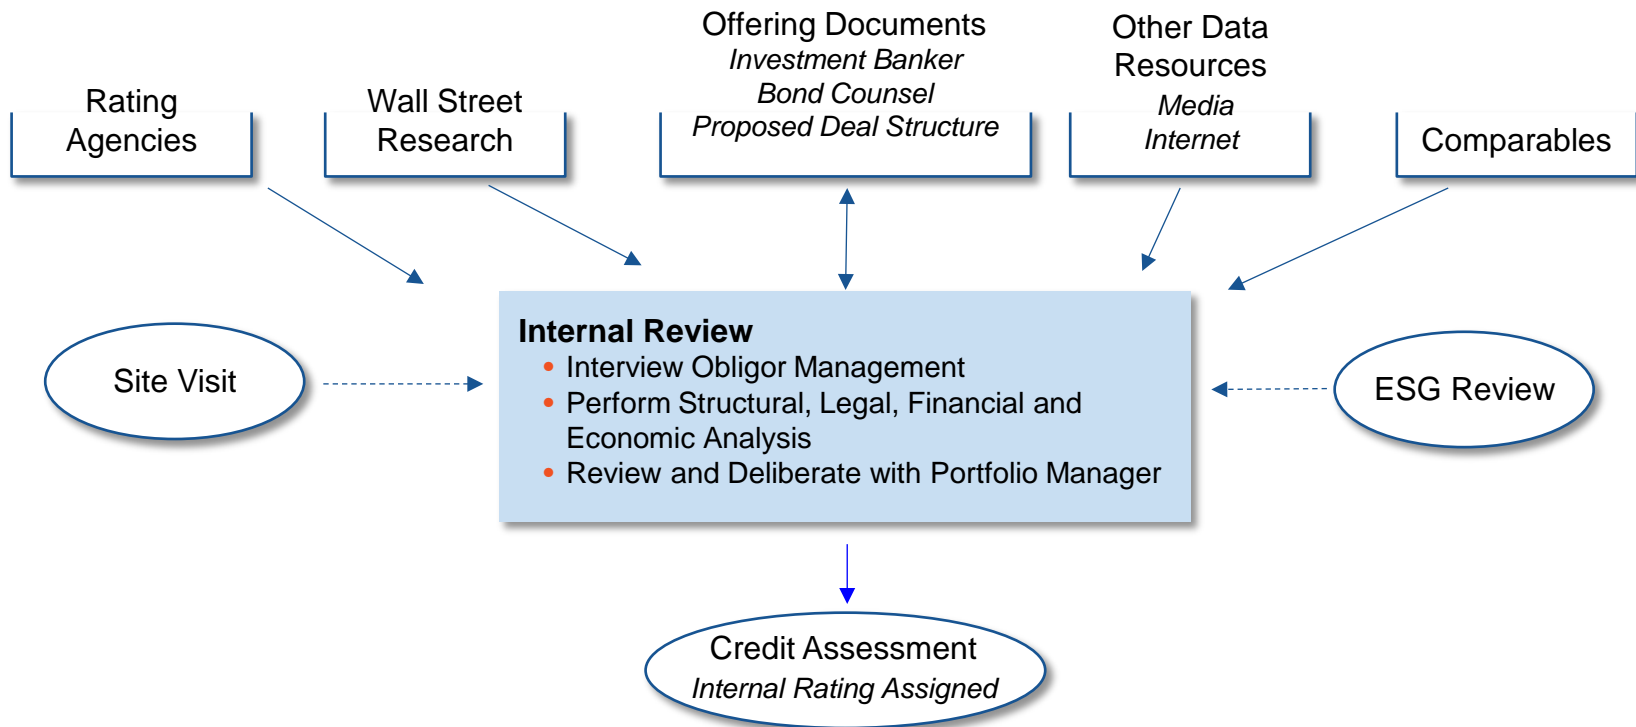 Rating
Agencies
Wall Street
Research
Offering Documents
Investment Banker
Bond Counsel
Proposed Deal Structure
Other Data
Resources
Media
Internet
Comparables
Site Visit
Internal Review
• Interview Obligor Management
• Perform Structural, Legal, Financial and
Economic Analysis
• Review and Deliberate with Portfolio Manager
ESG Review
Credit Assessment
Internal Rating Assigned